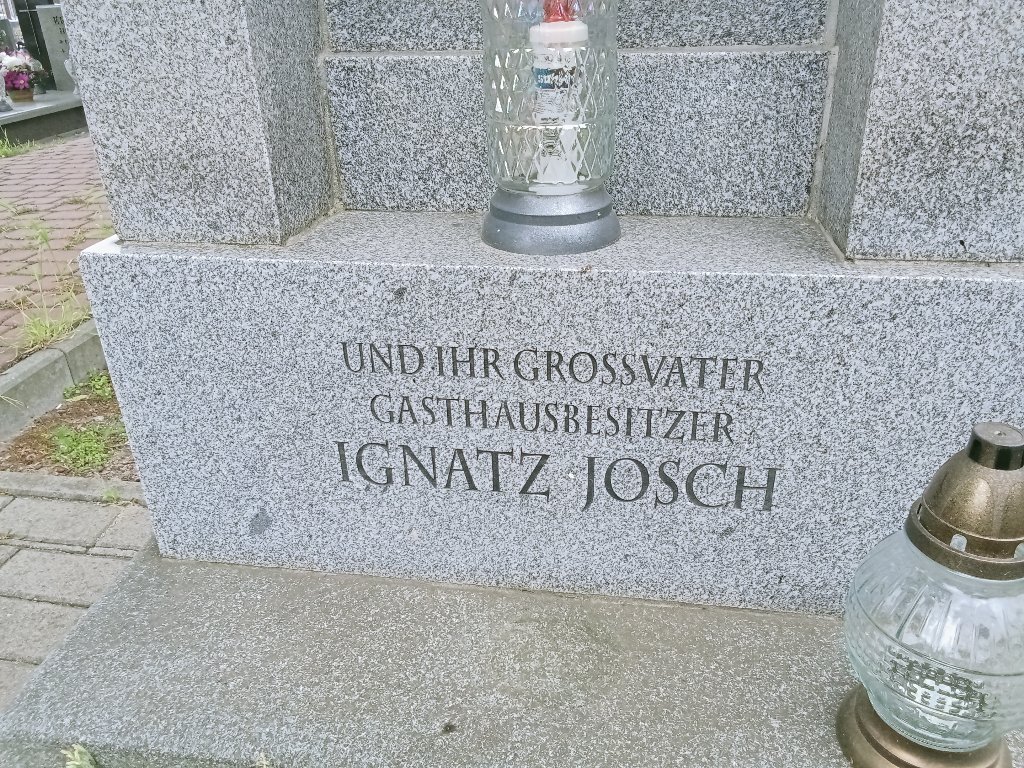 UND IHR GROSSVATER
GASTHAUSBESITZER
IGNATZ JOSCH